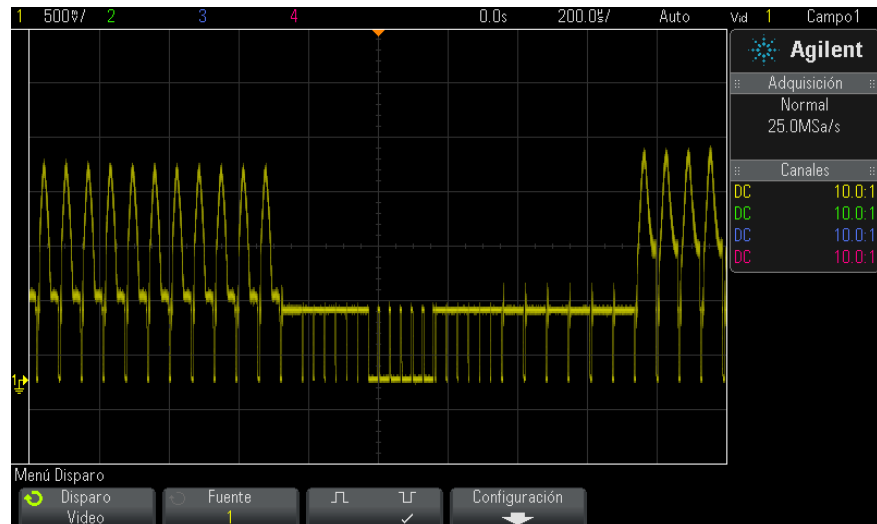 1 500V/ 2 3 4 0.0s 200.0s/ Auto Vid 1 Campo1
Agilent
Adquisición
Normal
25.0MSa/s
Canales
DC 10.0:1
DC 10.0:1
DC 10.0:1
DC 10.0:1
1
Menú Disparo
Disparo
Video
Fuente
1
Configuración